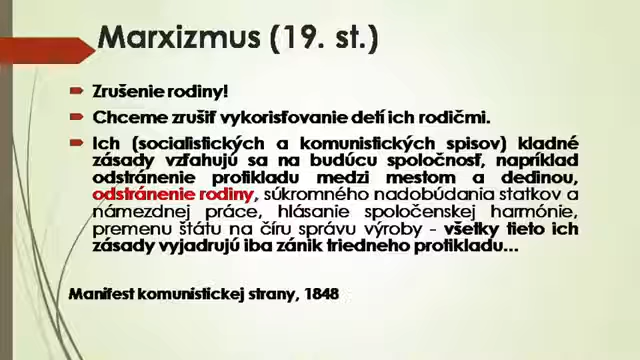 Marxizmus (19. st.)
Zrušenie rodiny!
Chceme zrušiť vykorisťovanie detí ich rodičmi.
Ich (socialistických a komunistických spisov) kladné
zásady vzťahujú sa na budúcu spoločnosť, napríklad
odstránenie protikladu medzi mestom a dedinou,
odstránenie rodiny, súkromného nadobúdania statkov a
námezdnej práce, hlásanie spoločenskej harmónie,
premenu štátu na číru správu výroby - všetky tieto ich
zásady vyjadrujú iba zánik triedneho protikladu...
Manifest komunistickej strany, 1848